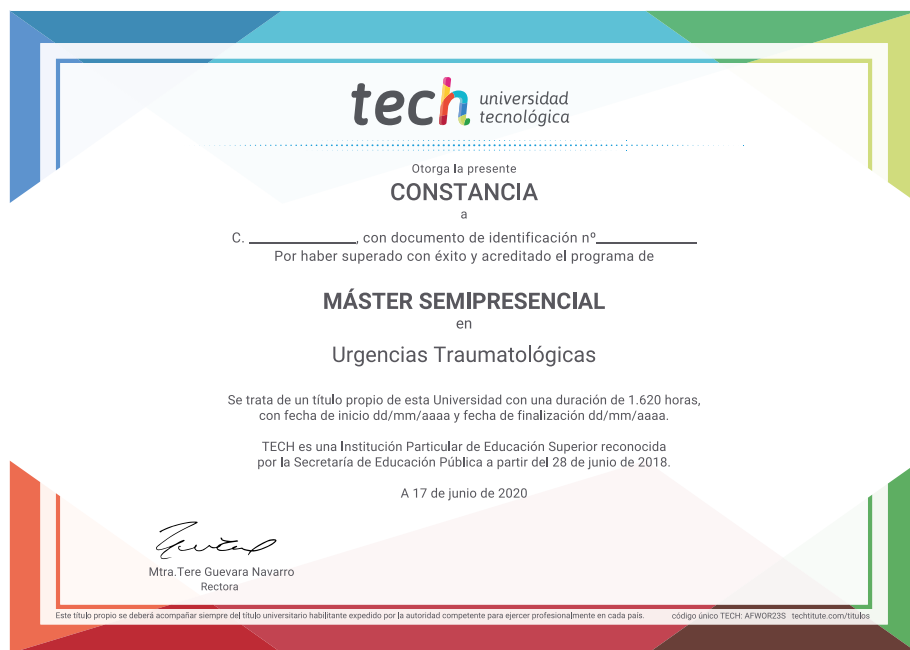 tech universidad
tecnológica
Otorga la presente
CONSTANCIA
a
C. ____________, con documento de identificación nº____________
Por haber superado con éxito y acreditado el programa de
MÁSTER SEMIPRESENCIAL
en
Urgencias Traumatológicas
Se trata de un título propio de esta Universidad con una duración de 1.620 horas,
con fecha de inicio dd/mm/aaaa y fecha de finalización dd/mm/aaaa.
TECH es una Institución Particular de Educación Superior reconocida
por la Secretaría de Educación Pública a partir del 28 de junio de 2018.
A 17 de junio de 2020
Mtra.Tere Guevara Navarro
Rectora
Este título propio se deberá acompañar siempre del título universitario habilitante expedido por la autoridad competente para ejercer profesionalmente en cada país. código único TECH: AFWOR23S techtitute.com/titulos